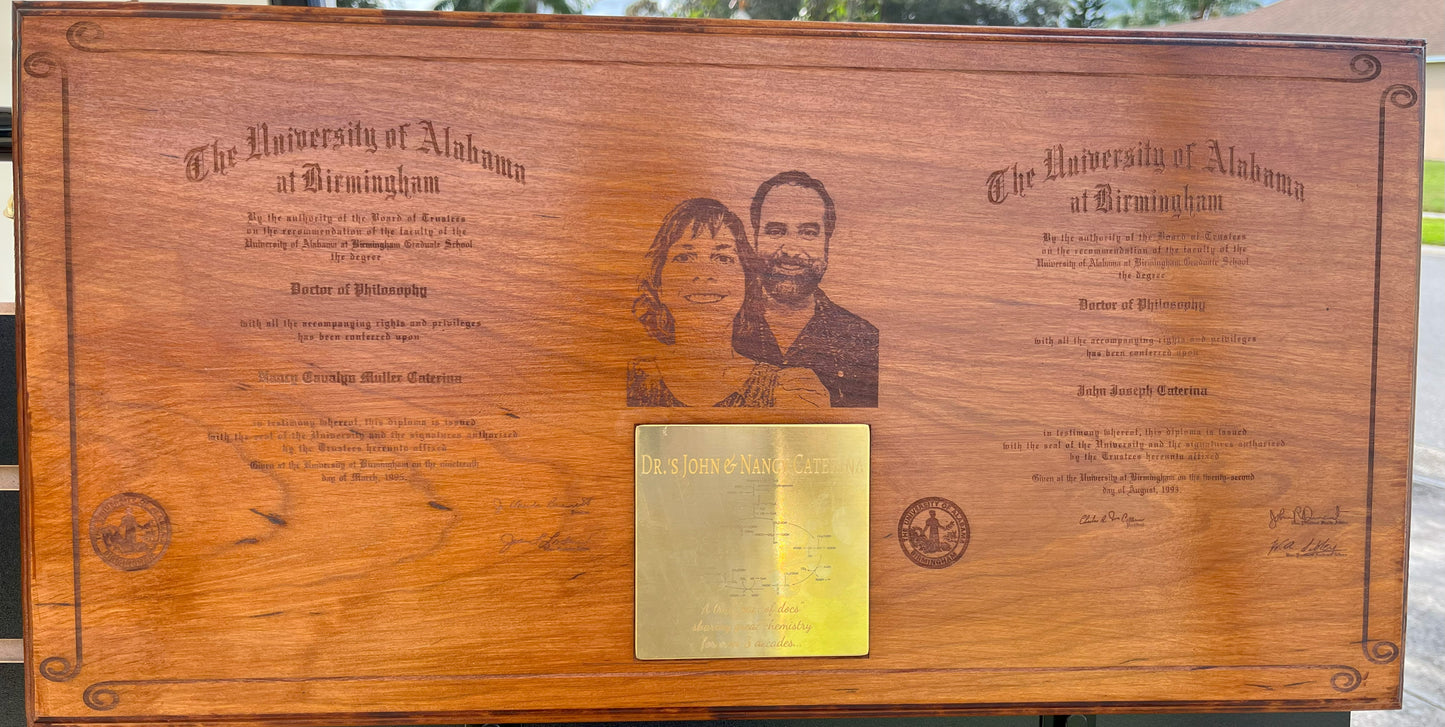 The University of Alabama
at Birmingham
By the authority of the Board of Trustees
on the recommendation of the faculty of the
University of Alabama at Birmingham Graduate School
the degree
Doctor of Philosophy
with all the accompanying rights and privileges
has been conferred upon
Nancy Cavalyn Muller Caterina
in testimony whereof, this diploma is issued
with the seal of the University and the signatures authorized
by the Trustees hereunto affixed
Given at the University at Birmingham on the nineteenth
day of March, 1995.
DR.'S JOHN & NANCY CATERINA
of docs
chemistry
decades...
The University of Alabama
at Birmingham
By the authority of the Board of Trustees
on the recommendation of the faculty of the
University of Alabama at Birmingham Graduate School
the degree
Doctor of Philosophy
with all the accompanying rights and privileges
has been conferred upon
John Joseph Caterina
in testimony whereof, this diploma is issued
with the seal of the University and the signatures authorized
by the Trustees hereunto affixed
Given at the University at Birmingham on the twenty-second
day of August, 1993.
THE UNIVERSITY OF ALABAMA
BIRMINGHAM